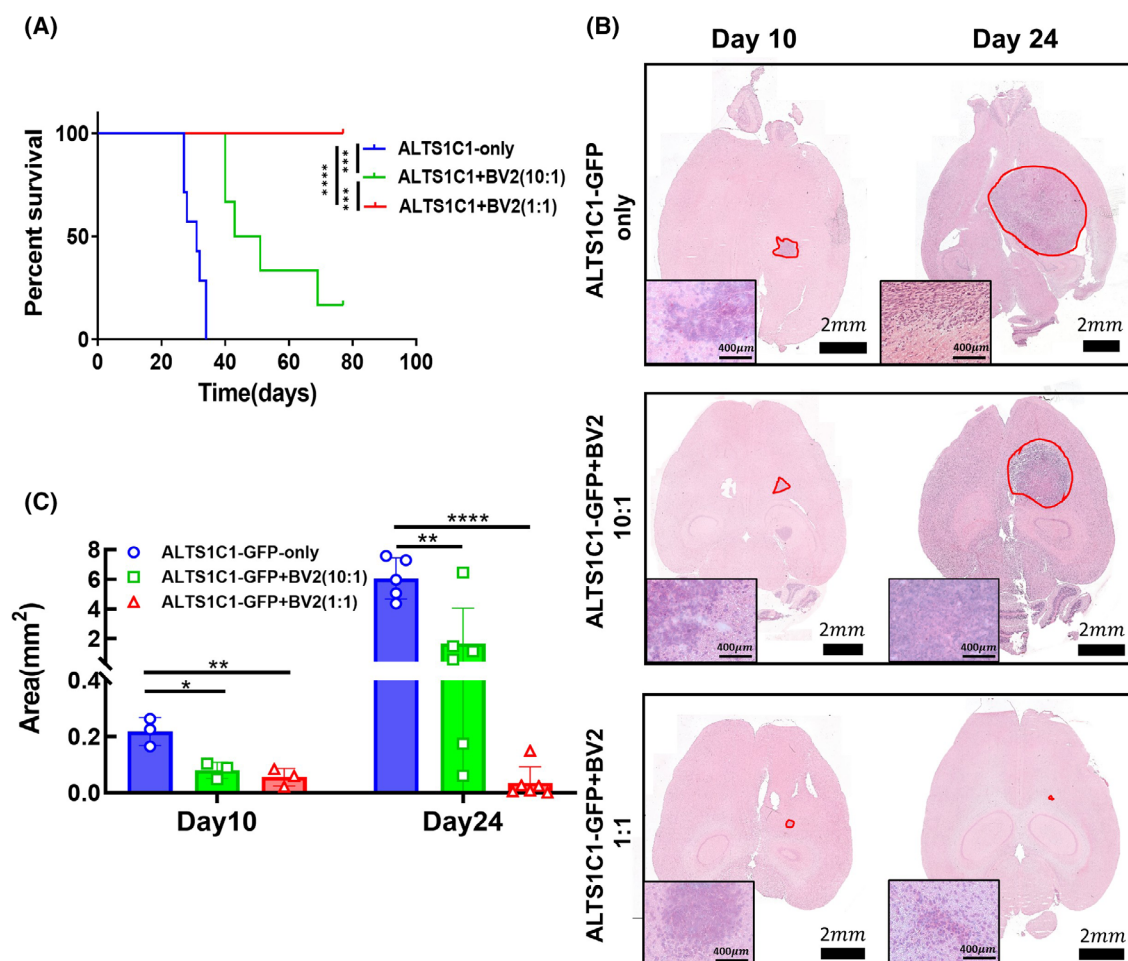 (A)
Percent survival
100
50
0
0 20 40 60 80 100
Time(days)
ALTS1C1-only
ALTS1C1+BV2(10:1)
ALTS1C1+BV2(1:1)
****
***
***
(B)
Day 10
Day 24
ALTS1C1-GFP
only
400μm
2mm
400μm
2mm
ALTS1C1-GFP+BV2
10:1
400μm
2mm
400μm
2mm
ALTS1C1-GFP+BV2
1:1
400μm
2mm
400μm
2mm
(C)
Area(mm²)
8
6
4
2
0.4
0.2
0.0
ALTS1C1-GFP-only
ALTS1C1-GFP+BV2(10:1)
ALTS1C1-GFP+BV2(1:1)
**
*
****
**
Day10
Day24